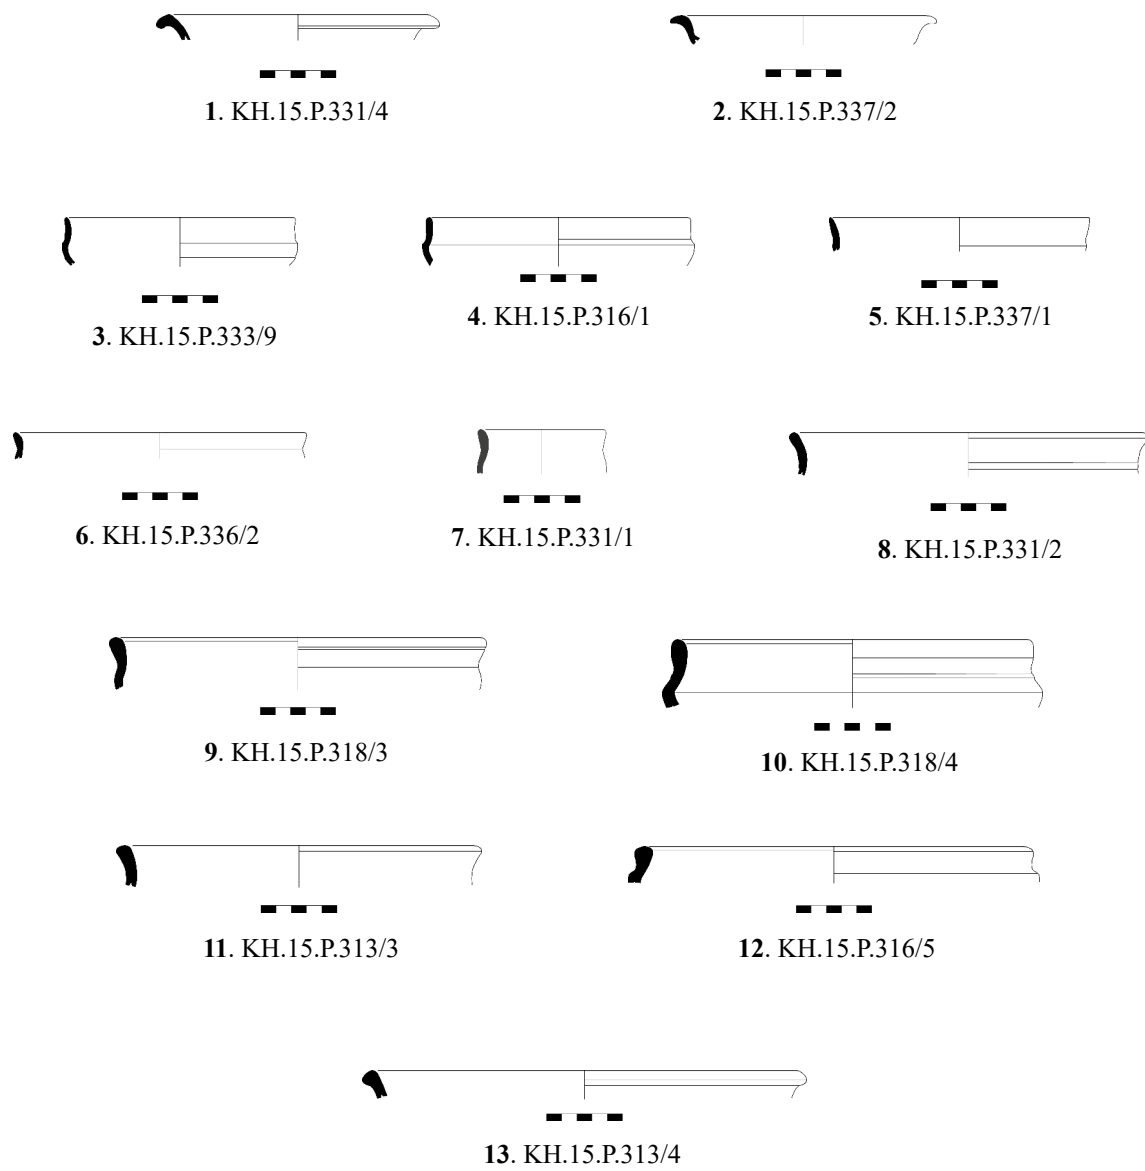 1. KH.15.P.331/4
2. KH.15.P.337/2
3. KH.15.P.333/9
4. KH.15.P.316/1
5. KH.15.P.337/1
6. KH.15.P.336/2
7. KH.15.P.331/1
8. KH.15.P.331/2
9. KH.15.P.318/3
10. KH.15.P.318/4
11. KH.15.P.313/3
12. KH.15.P.316/5
13. KH.15.P.313/4